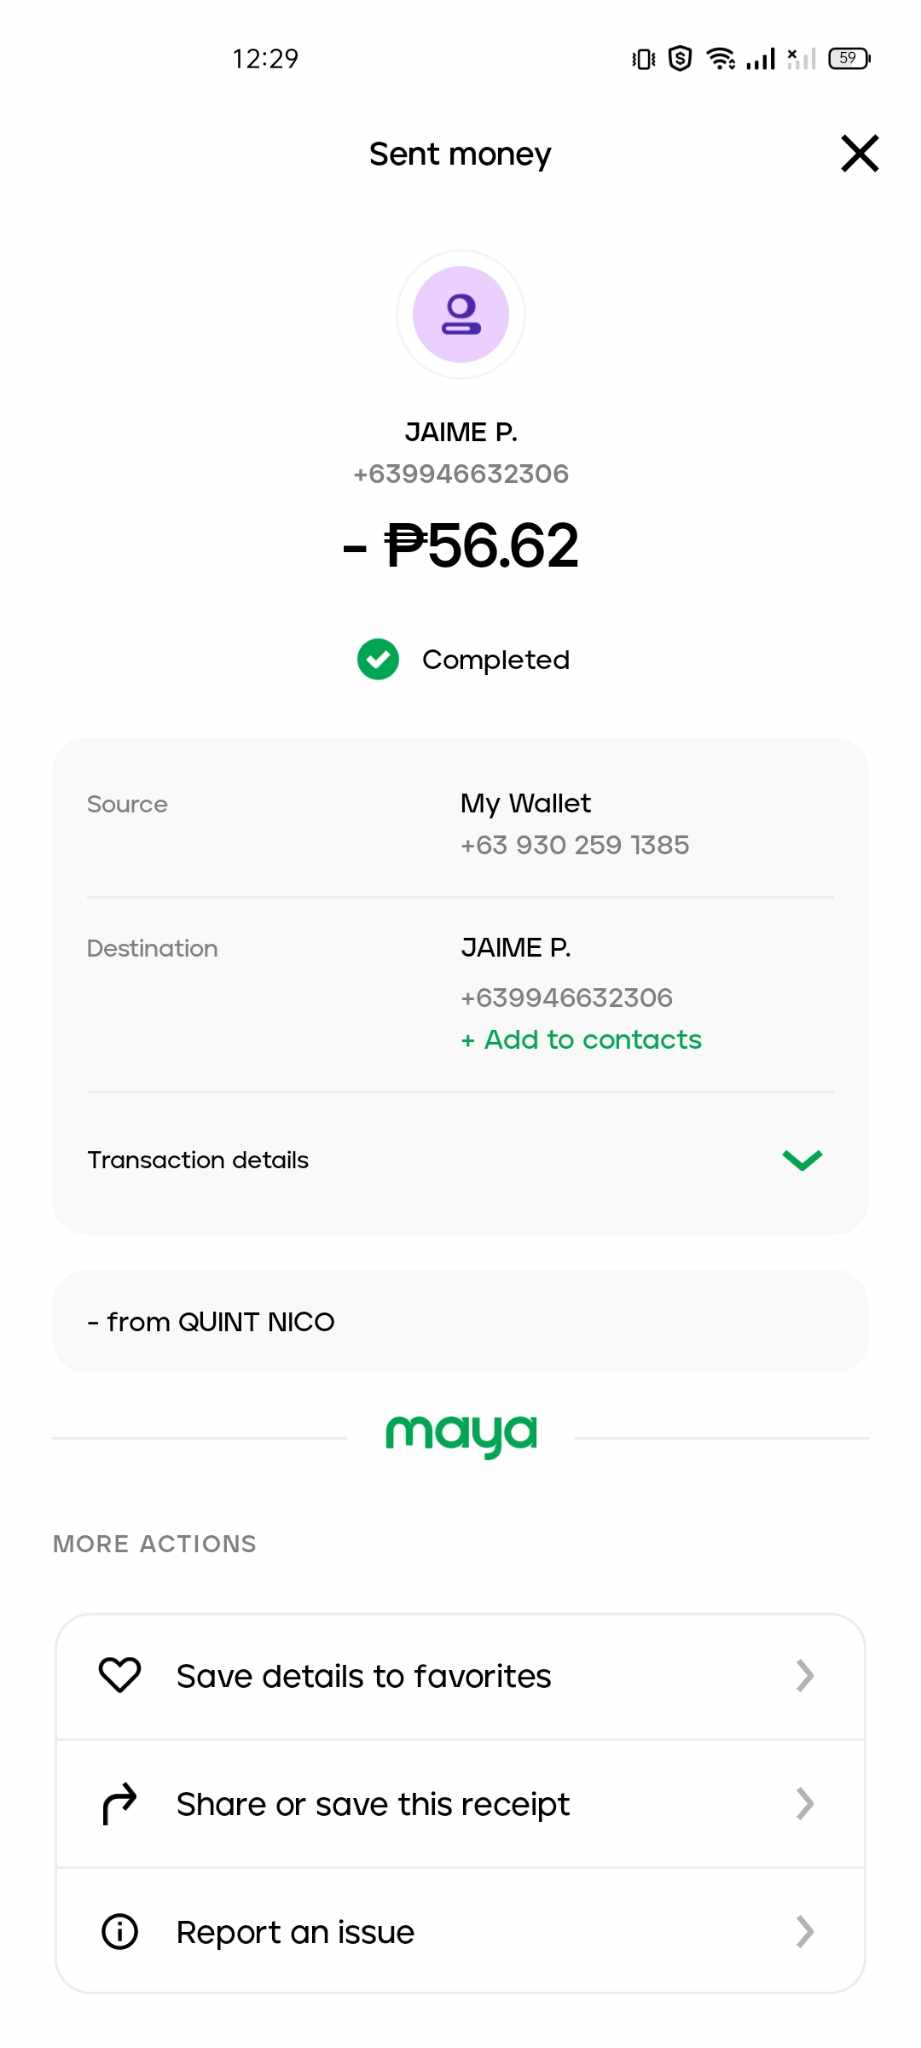 12:29
59
Sent money
JAIME P.
+639946632306
- ₱56.62
Completed
Source
My Wallet
+63 930 259 1385
Destination
JAIME P.
+639946632306
+ Add to contacts
Transaction details
- from QUINT NICO
maya
MORE ACTIONS
Save details to favorites
Share or save this receipt
Report an issue